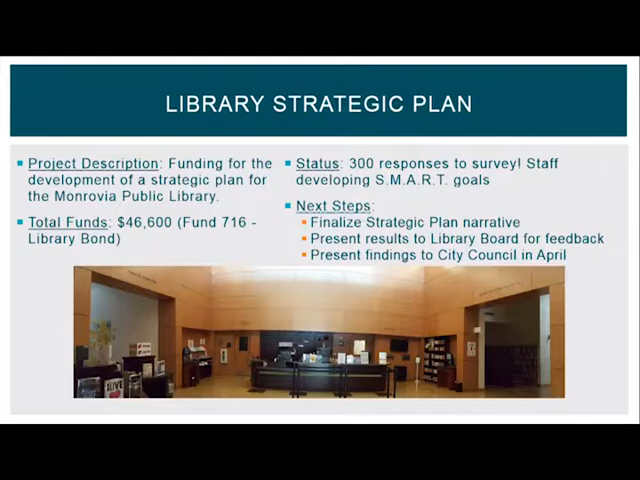 LIBRARY STRATEGIC PLAN
Project Description: Funding for the
development of a strategic plan for
the Monrovia Public Library.
Total Funds: $46,600 (Fund 716 -
Library Bond)
Status: 300 responses to survey! Staff
developing S.M.A.R.T. goals
Next Steps:
Finalize Strategic Plan narrative
Present results to Library Board for feedback
Present findings to City Council in April
ALIVE